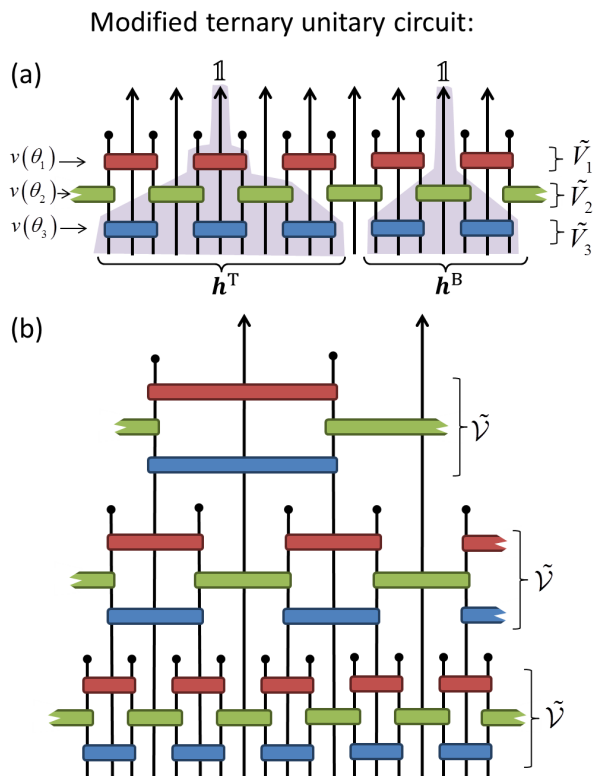 Modified ternary unitary circuit:
(a)
𝟙 𝟙
v(θ₁) Ṽ₁
v(θ₂) Ṽ₂
v(θ₃) Ṽ₃
hᵀ hᴮ
(b)
𝒱̃
𝒱̃
𝒱̃